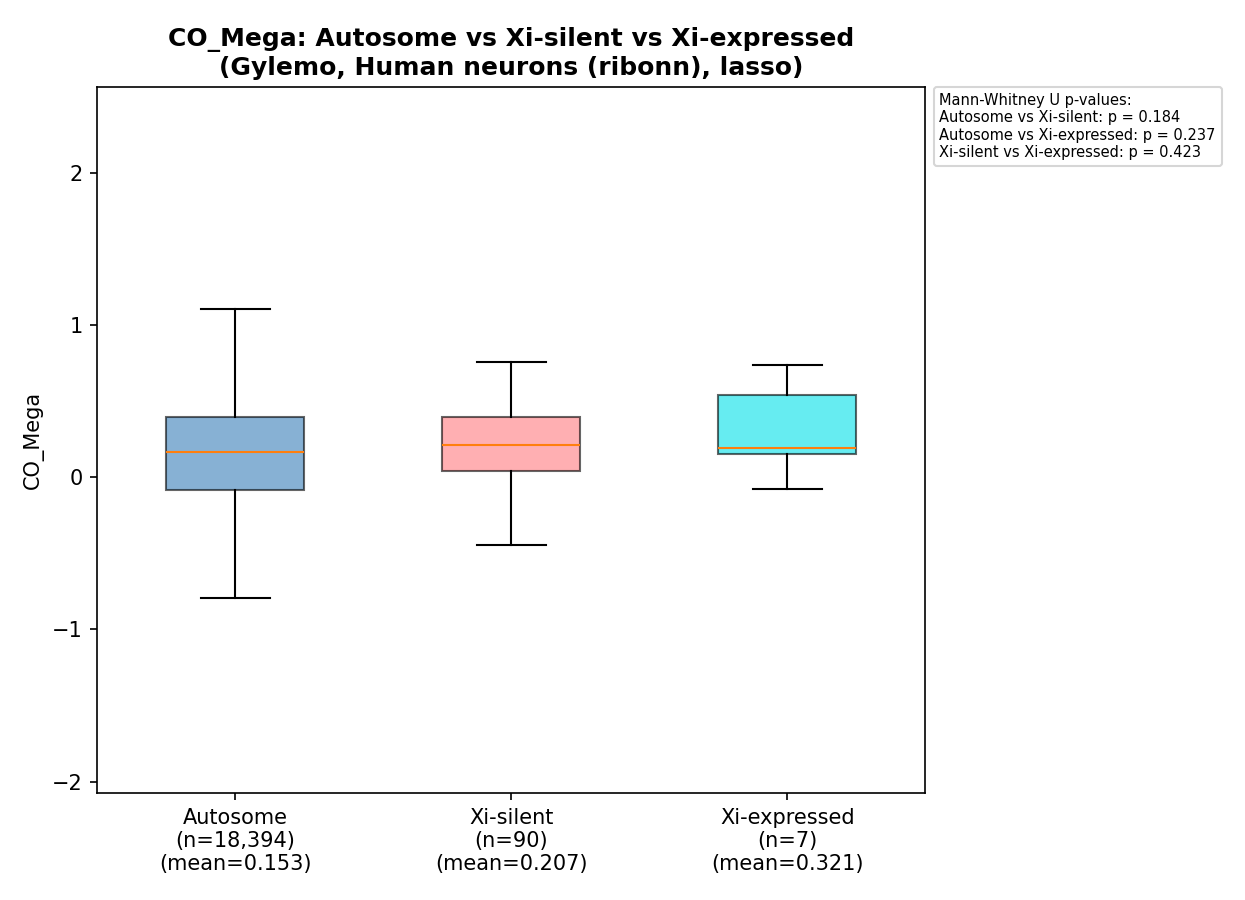 CO_Mega: Autosome vs Xi-silent vs Xi-expressed
(Gylemo, Human neurons (ribonn), lasso)
Mann-Whitney U p-values:
Autosome vs Xi-silent: p = 0.184
Autosome vs Xi-expressed: p = 0.237
Xi-silent vs Xi-expressed: p = 0.423
CO_Mega
2
1
0
−1
−2
Autosome
(n=18,394)
(mean=0.153)
Xi-silent
(n=90)
(mean=0.207)
Xi-expressed
(n=7)
(mean=0.321)